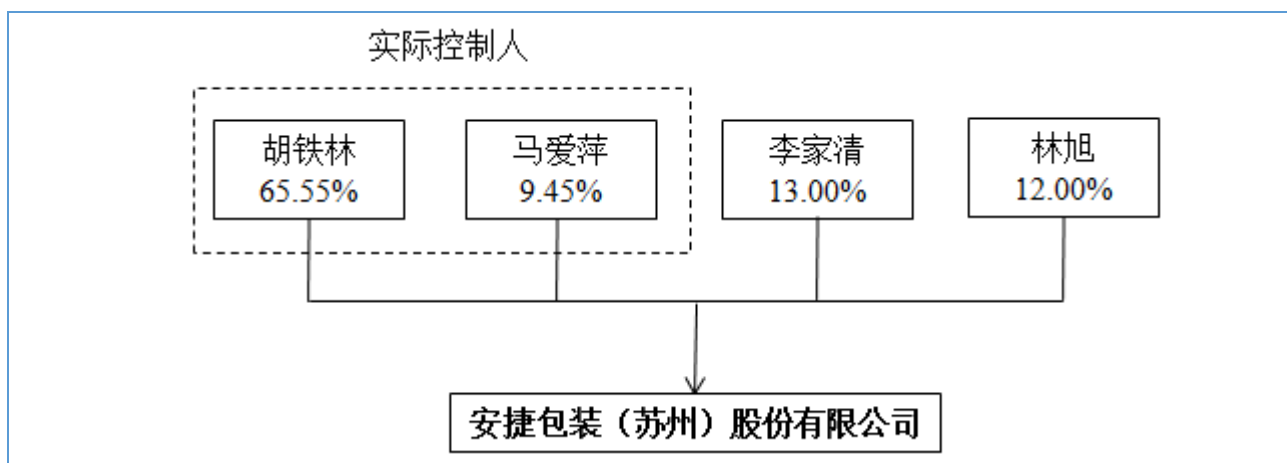 实际控制人
胡铁林
65.55%
马爱萍
9.45%
李家清
13.00%
林旭
12.00%
安捷包装（苏州）股份有限公司